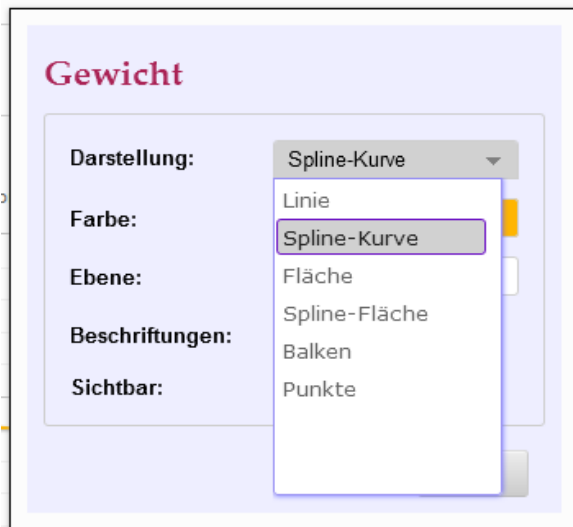 Gewicht
Darstellung: Spline-Kurve
Linie
Farbe:
Spline-Kurve
Ebene:
Fläche
Spline-Fläche
Beschriftungen:
Balken
Sichtbar:
Punkte